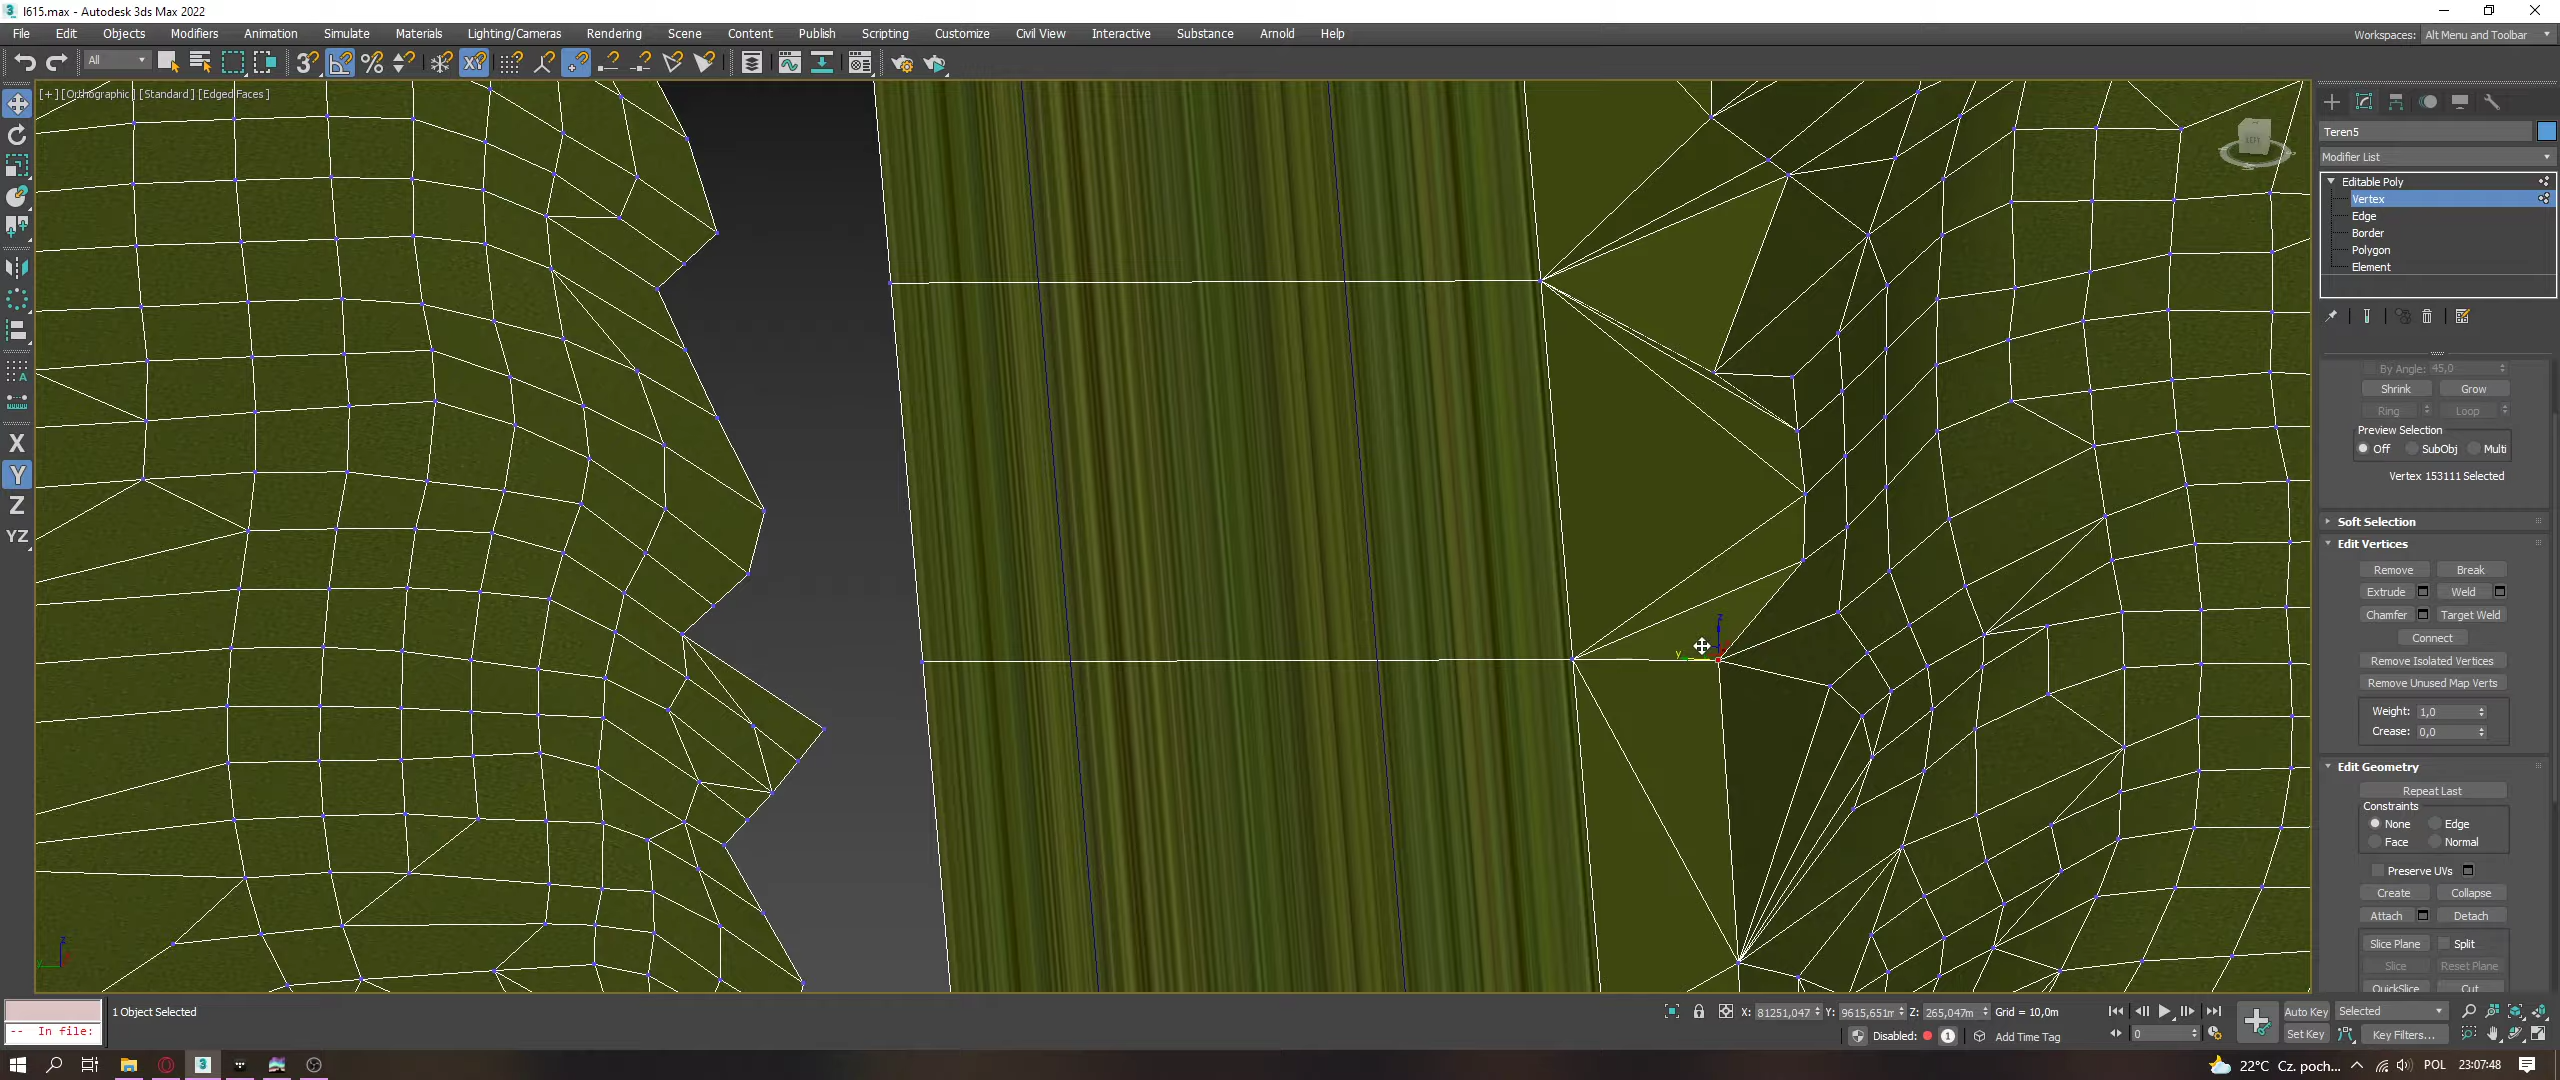 I615.max - Autodesk 3ds Max 2022
File Edit Objects Modifiers Animation Simulate Materials Lighting/Cameras Rendering Scene Content Publish Scripting Customize Civil View Interactive Substance Arnold Help
Workspaces: Alt Menu and Toolbar
All
[+] [Orthographic] [Standard] [Edged Faces]
Teren5
Modifier List
Editable Poly
Vertex
Edge
Border
Polygon
Element
By Angle: 45,0
Shrink Grow
Ring Loop
Preview Selection
Off SubObj Multi
Vertex 153111 Selected
Soft Selection
Edit Vertices
Remove Break
Extrude Weld
Chamfer Target Weld
Connect
Remove Isolated Vertices
Remove Unused Map Verts
Weight: 1,0
Crease: 0,0
Edit Geometry
Repeat Last
Constraints
None Edge
Face Normal
Preserve UVs
Create Collapse
Attach Detach
Slice Plane Split
Slice Reset Plane
QuickSlice Cut
X
Y
Z
YZ
z
y
z
1 Object Selected
-- In file:
X: 81251,047 Y: 9615,651m Z: 265,047m Grid = 10,0m
Disabled: 1 Add Time Tag
0
Auto Key Selected
Set Key Key Filters...
22°C Cz. poch... POL 23:07:48